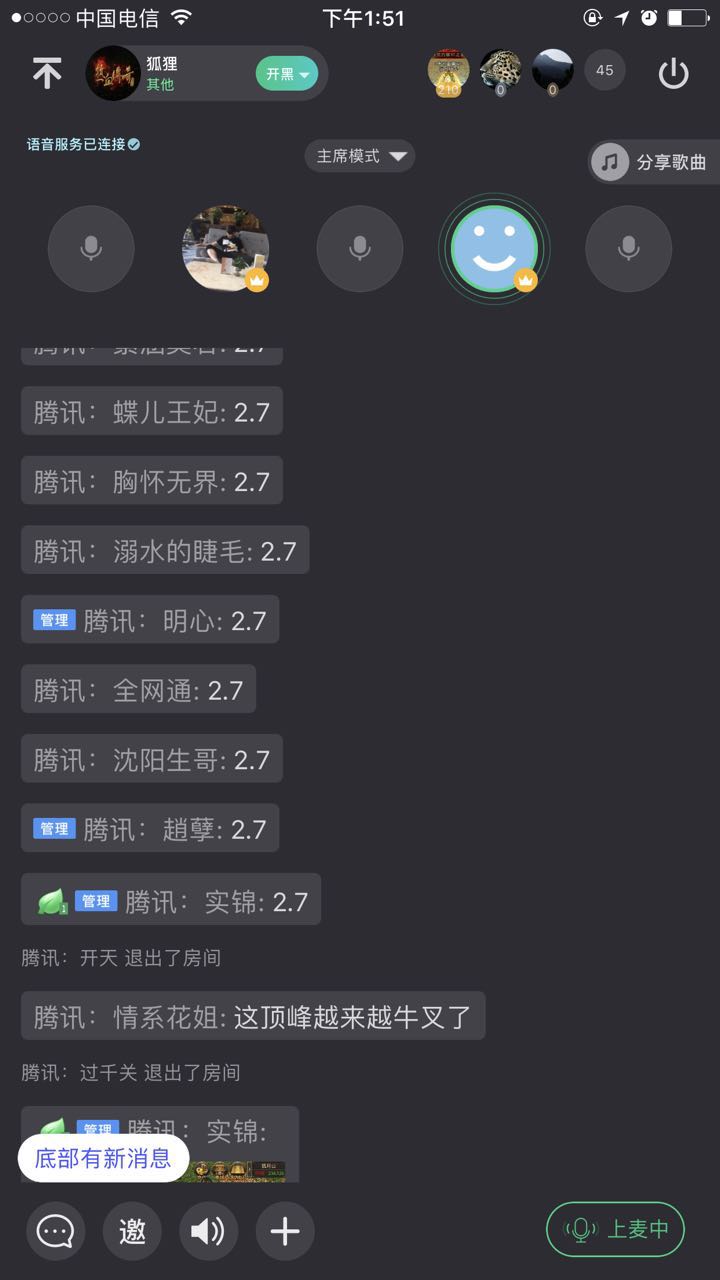 中国电信
下午1:51
狐狸
其他
开黑
210
0
0
45
语音服务已连接
主席模式
分享歌曲
腾讯： 蝶儿王妃: 2.7
腾讯： 胸怀无界: 2.7
腾讯： 溺水的睫毛: 2.7
管理 腾讯： 明心: 2.7
腾讯： 全网通: 2.7
腾讯： 沈阳生哥: 2.7
管理 腾讯： 趙孽: 2.7
1 管理 腾讯： 实锦: 2.7
腾讯： 开天 退出了房间
腾讯： 情系花姐: 这顶峰越来越牛叉了
腾讯： 过千关 退出了房间
管理 腾讯： 实锦:
底部有新消息
邀
上麦中